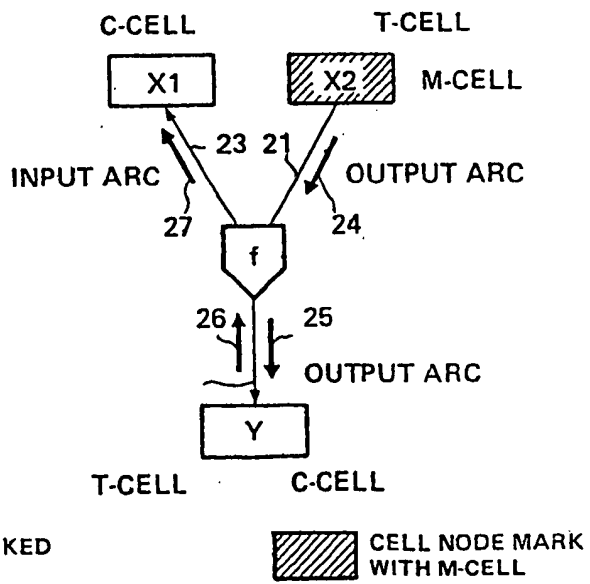 C-CELL T-CELL
X1 X2 M-CELL
23 21
INPUT ARC OUTPUT ARC
27 24
f
26 25
OUTPUT ARC
Y
T-CELL C-CELL
KED CELL NODE MARK
WITH M-CELL